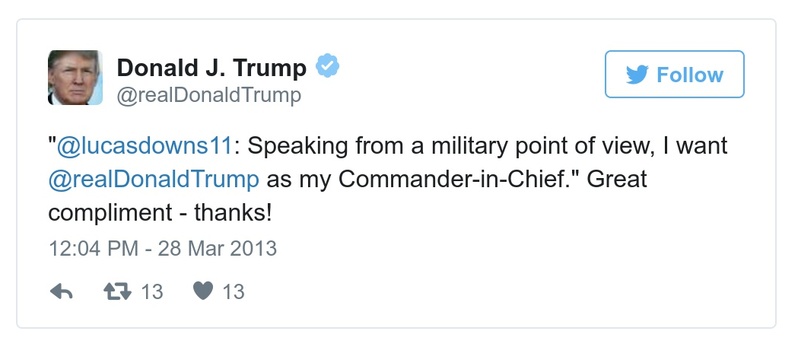 Donald J. Trump
@realDonaldTrump
Follow
"@lucasdowns11: Speaking from a military point of view, I want
@realDonaldTrump as my Commander-in-Chief." Great
compliment - thanks!
12:04 PM - 28 Mar 2013
13 13